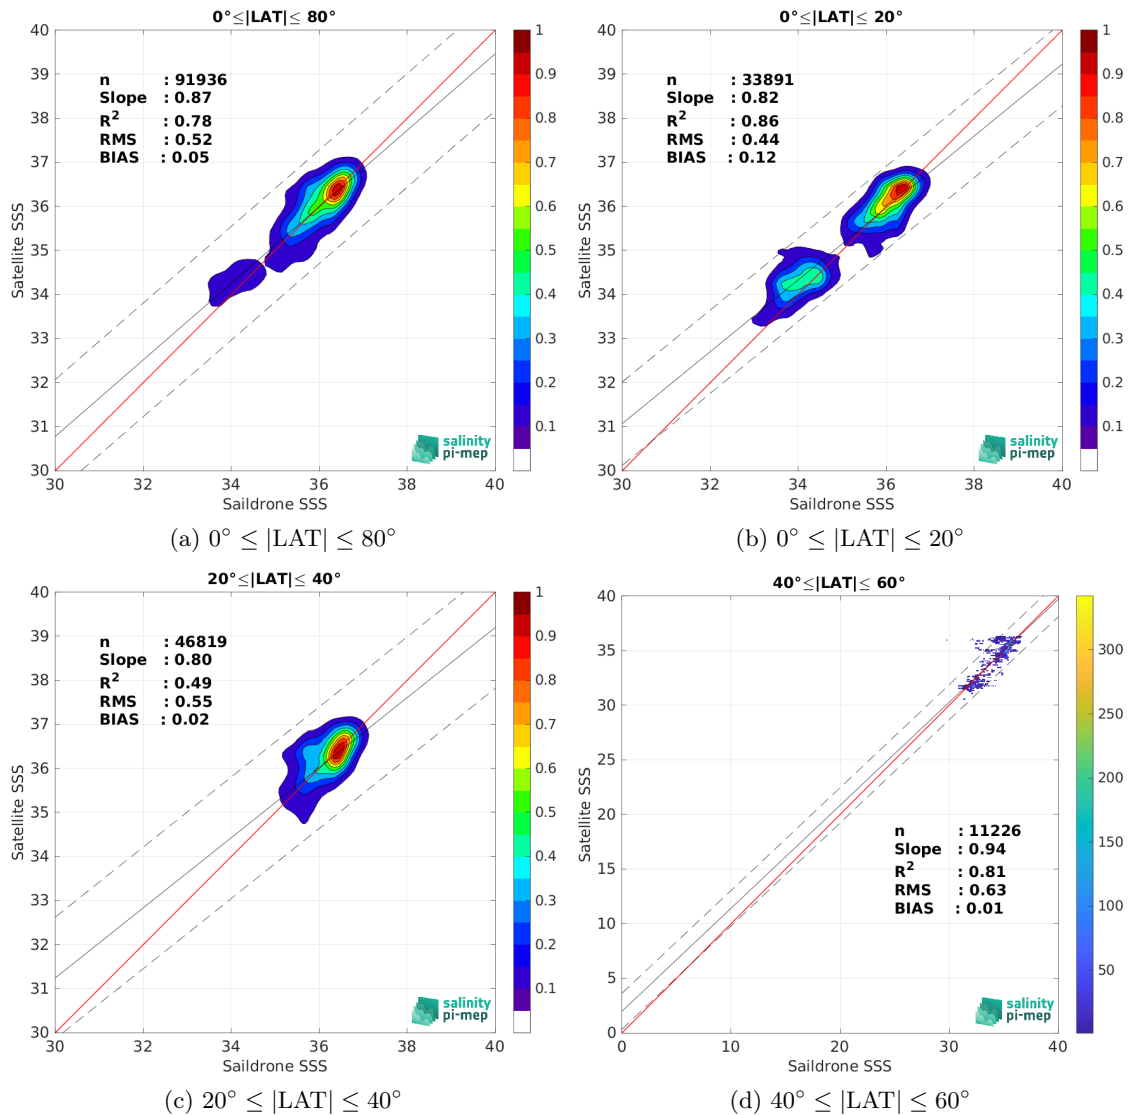 0°≤|LAT|≤ 80°
40
39
38
37
36
35
34
33
32
31
30
Satellite SSS
n : 91936
Slope : 0.87
R² : 0.78
RMS : 0.52
BIAS : 0.05
salinity
pi-mep
30 32 34 36 38 40
Saildrone SSS
1
0.9
0.8
0.7
0.6
0.5
0.4
0.3
0.2
0.1
(a) 0° ≤ |LAT| ≤ 80°
0°≤|LAT|≤ 20°
40
39
38
37
36
35
34
33
32
31
30
Satellite SSS
n : 33891
Slope : 0.82
R² : 0.86
RMS : 0.44
BIAS : 0.12
salinity
pi-mep
30 32 34 36 38 40
Saildrone SSS
1
0.9
0.8
0.7
0.6
0.5
0.4
0.3
0.2
0.1
(b) 0° ≤ |LAT| ≤ 20°
20°≤|LAT|≤ 40°
40
39
38
37
36
35
34
33
32
31
30
Satellite SSS
n : 46819
Slope : 0.80
R² : 0.49
RMS : 0.55
BIAS : 0.02
salinity
pi-mep
30 32 34 36 38 40
Saildrone SSS
1
0.9
0.8
0.7
0.6
0.5
0.4
0.3
0.2
0.1
(c) 20° ≤ |LAT| ≤ 40°
40°≤|LAT|≤ 60°
40
35
30
25
20
15
10
5
0
Satellite SSS
n : 11226
Slope : 0.94
R² : 0.81
RMS : 0.63
BIAS : 0.01
salinity
pi-mep
0 10 20 30 40
Saildrone SSS
300
250
200
150
100
50
(d) 40° ≤ |LAT| ≤ 60°